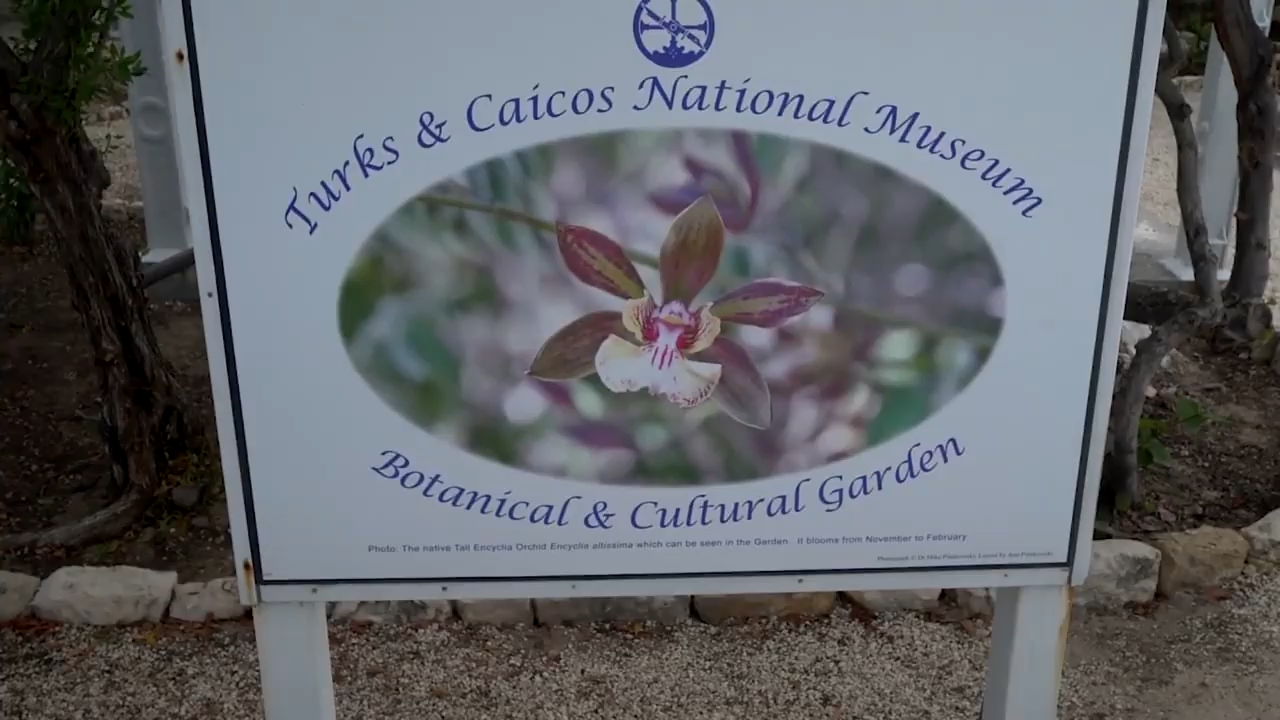 Turks & Caicos National Museum
Botanical & Cultural Garden
Photo: The native Tall Encyclia Orchid Encyclia altissima which can be seen in the Garden. It blooms from November to February